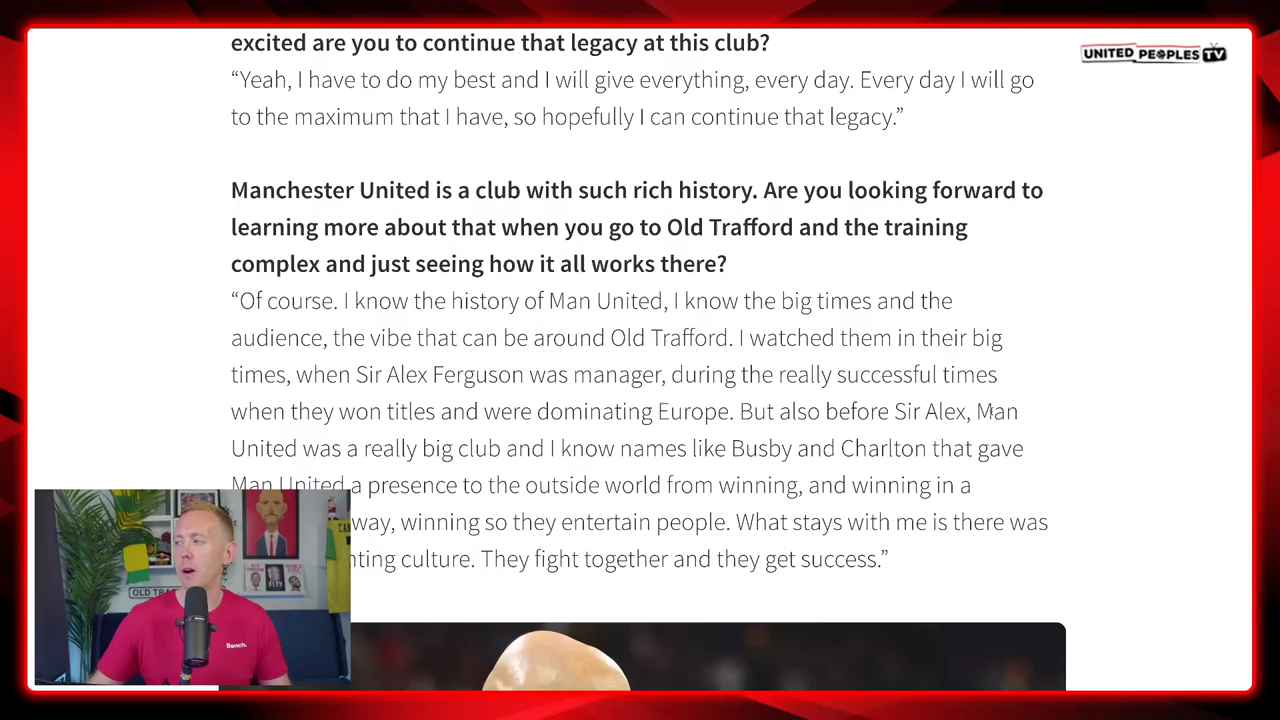 excited are you to continue that legacy at this club?
UNITED PEOPLES TV
“Yeah, I have to do my best and I will give everything, every day. Every day I will go
to the maximum that I have, so hopefully I can continue that legacy.”
Manchester United is a club with such rich history. Are you looking forward to
learning more about that when you go to Old Trafford and the training
complex and just seeing how it all works there?
“Of course. I know the history of Man United, I know the big times and the
audience, the vibe that can be around Old Trafford. I watched them in their big
times, when Sir Alex Ferguson was manager, during the really successful times
when they won titles and were dominating Europe. But also before Sir Alex, Man
United was a really big club and I know names like Busby and Charlton that gave
Man United a presence to the outside world from winning, and winning in a
way, winning so they entertain people. What stays with me is there was
nting culture. They fight together and they get success.”
OLD TRA
Bench.